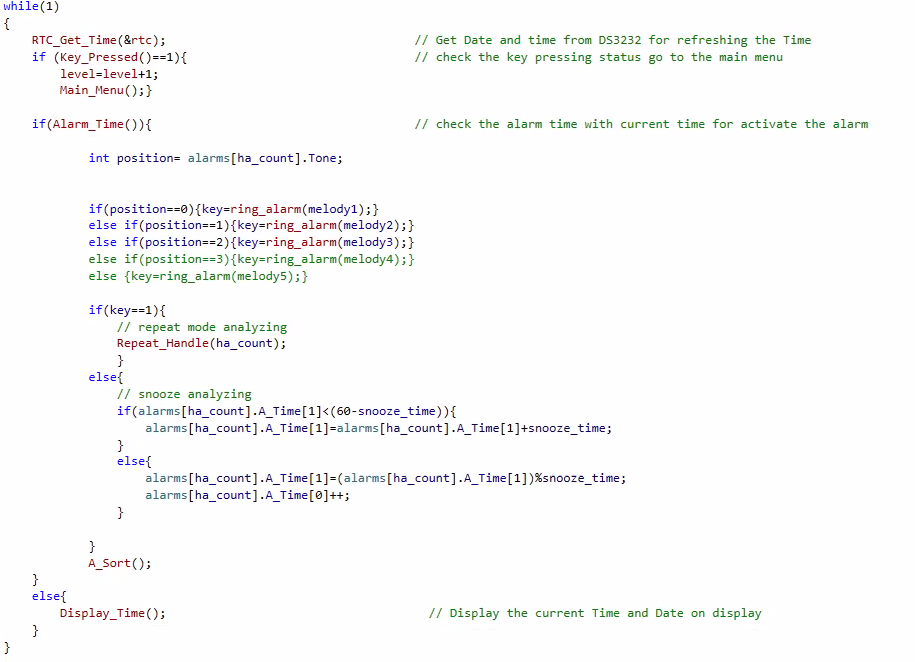 while(1)
{
RTC_Get_Time(&rtc); // Get Date and time from DS3232 for refreshing the Time
if (Key_Pressed()==1){ // check the key pressing status go to the main menu
level=level+1;
Main_Menu();}
if(Alarm_Time()){ // check the alarm time with current time for activate the alarm
int position= alarms[ha_count].Tone;
if(position==0){key=ring_alarm(melody1);}
else if(position==1){key=ring_alarm(melody2);}
else if(position==2){key=ring_alarm(melody3);}
else if(position==3){key=ring_alarm(melody4);}
else {key=ring_alarm(melody5);}
if(key==1){
// repeat mode analyzing
Repeat_Handle(ha_count);
}
else{
// snooze analyzing
if(alarms[ha_count].A_Time[1]<(60-snooze_time)){
alarms[ha_count].A_Time[1]=alarms[ha_count].A_Time[1]+snooze_time;
}
else{
alarms[ha_count].A_Time[1]=(alarms[ha_count].A_Time[1])%snooze_time;
alarms[ha_count].A_Time[0]++;
}
}
A_Sort();
}
else{
Display_Time(); // Display the current Time and Date on display
}
}